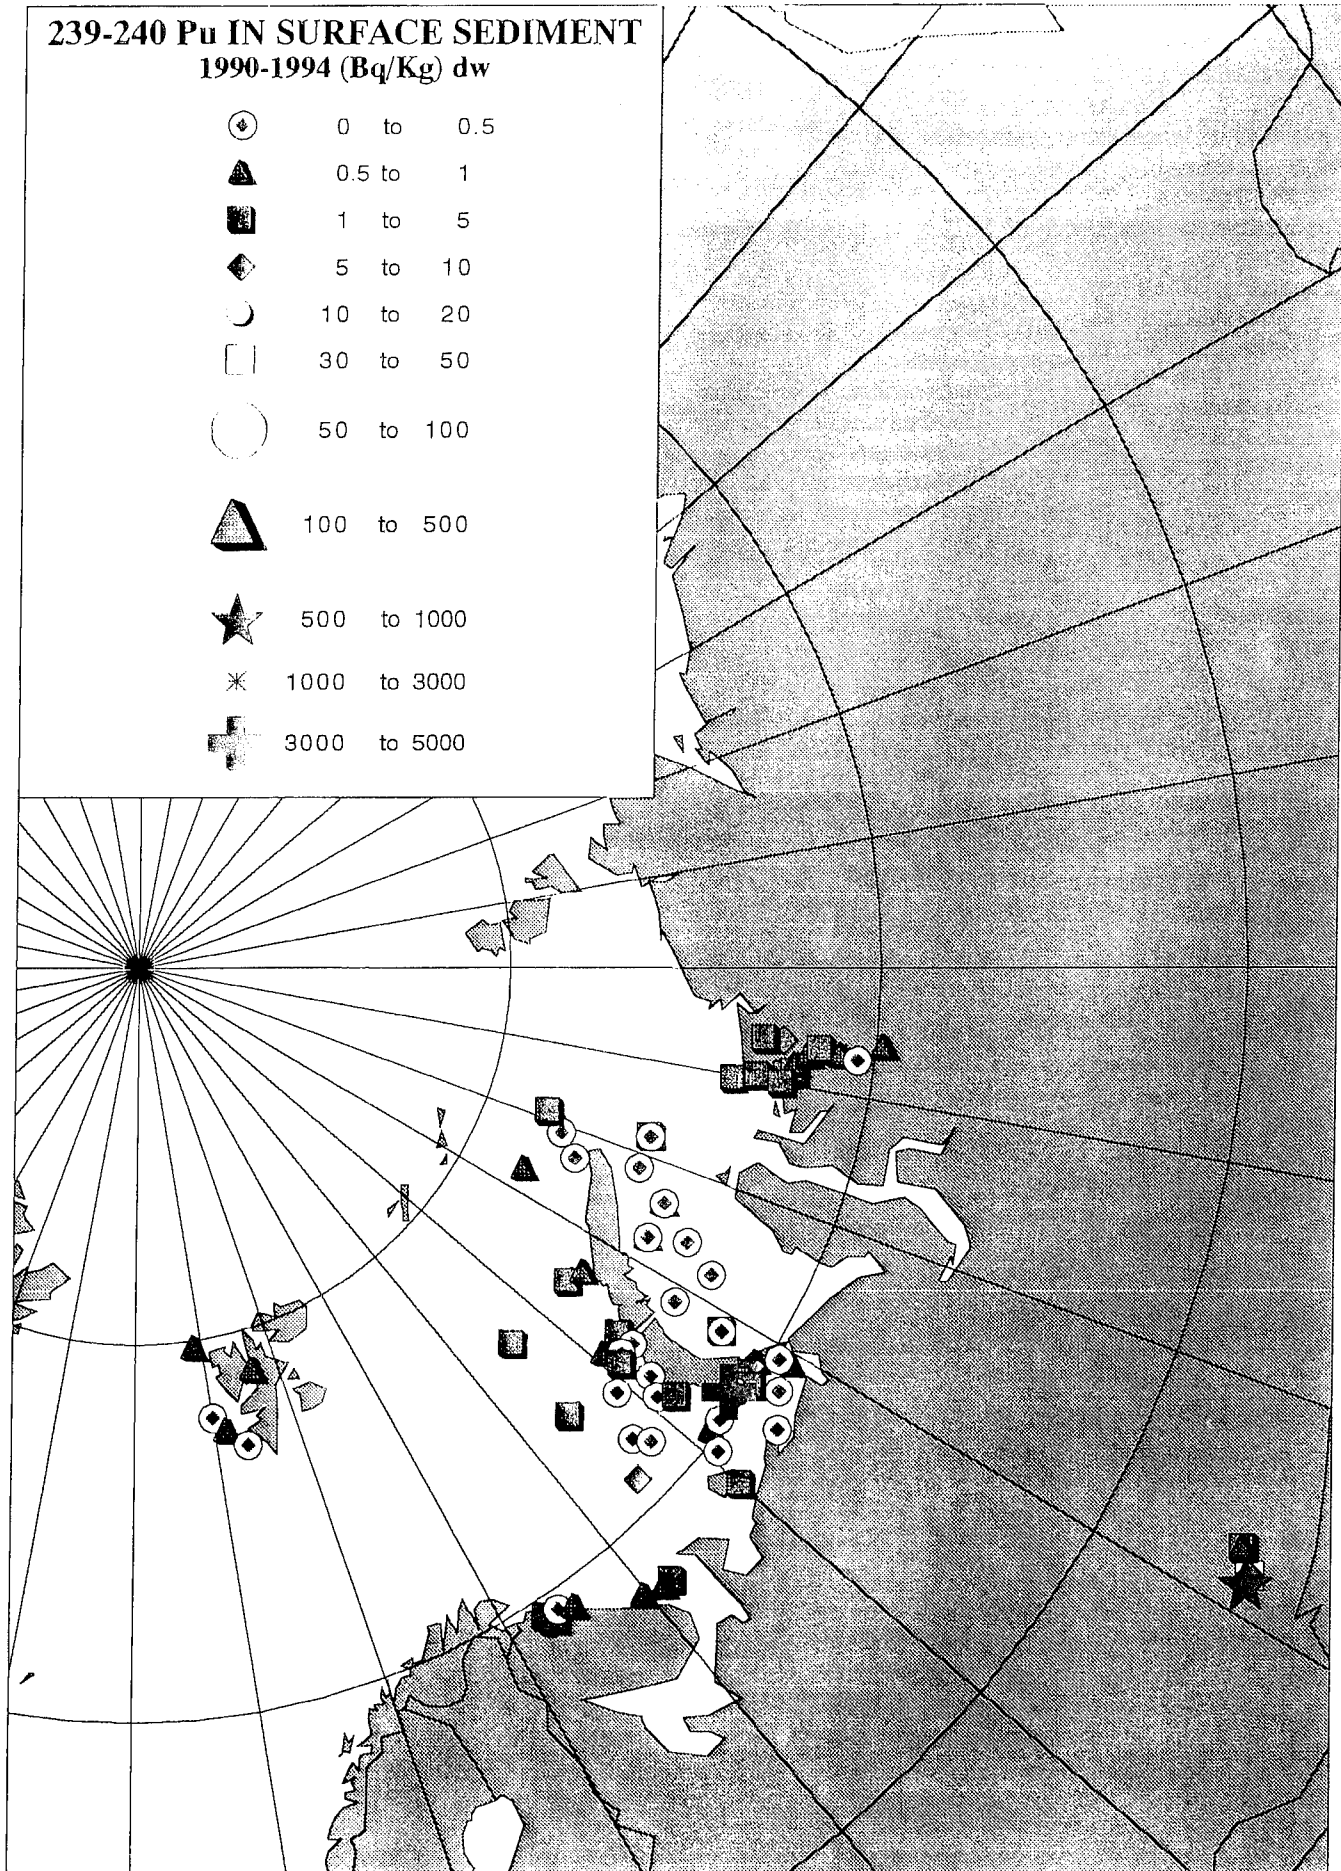 239-240 Pu IN SURFACE SEDIMENT
1990-1994 (Bq/Kg) dw
0 to 0.5
0.5 to 1
1 to 5
5 to 10
10 to 20
30 to 50
50 to 100
100 to 500
500 to 1000
1000 to 3000
3000 to 5000